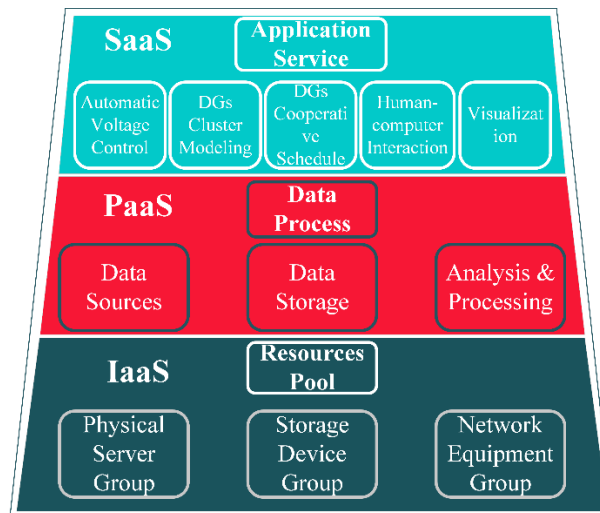 SaaS
Application
Service
Automatic
Voltage
Control
DGs
Cluster
Modeling
DGs
Cooperati
ve
Schedule
Human-
computer
Interaction
Visualizat
ion
PaaS
Data
Process
Data
Sources
Data
Storage
Analysis &
Processing
IaaS
Resources
Pool
Physical
Server
Group
Storage
Device
Group
Network
Equipment
Group